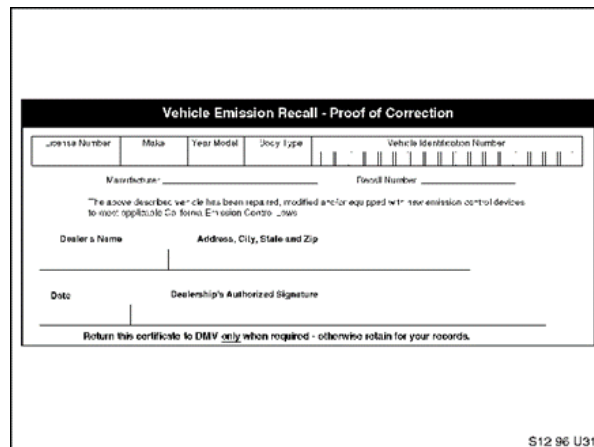 Vehicle Emission Recall - Proof of Correction
License Number Make Year Model Body Type Vehicle Identification Number
Manufacturer Recall Number
The above described vehicle has been repaired, modified and/or equipped with new emission control devices
to meet applicable California Emission Control Laws
Dealer's Name Address, City, State and Zip
Date Dealership's Authorized Signature
Return this certificate to DMV only when required - otherwise retain for your records.
S12 96 U31